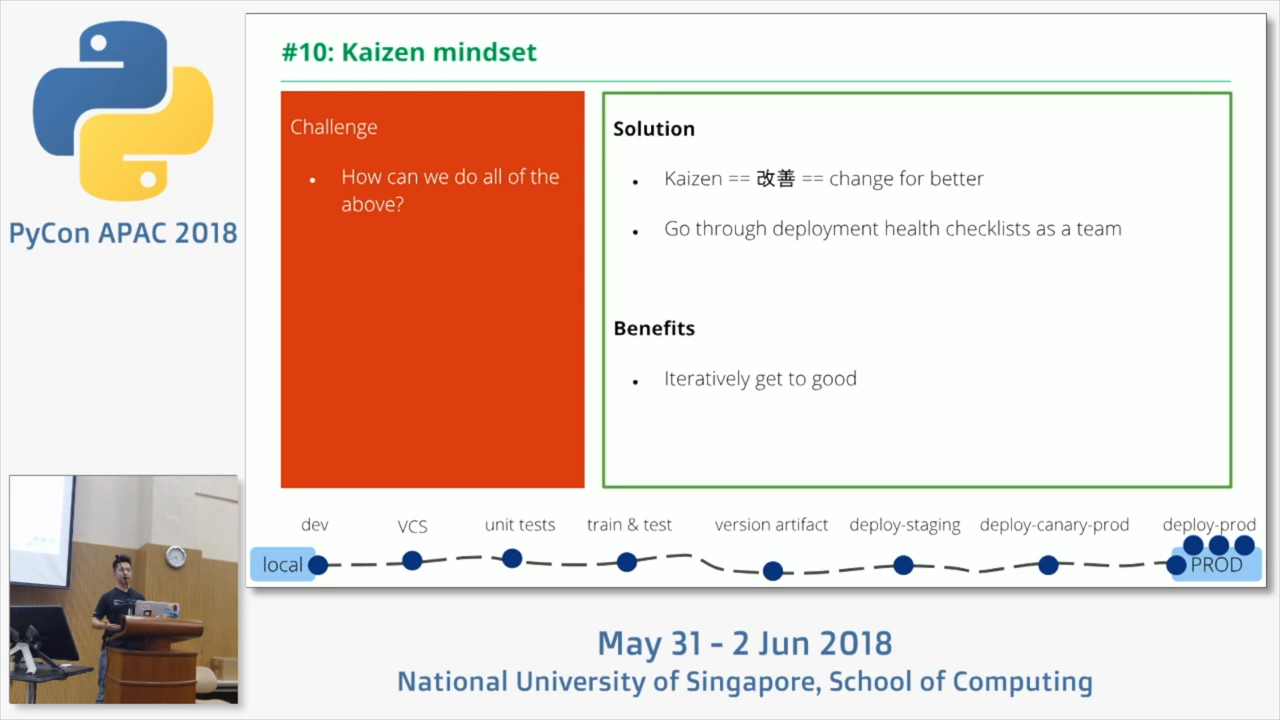 PyCon APAC 2018
#10: Kaizen mindset
Challenge
• How can we do all of the
above?
Solution
• Kaizen == 改善 == change for better
• Go through deployment health checklists as a team
Benefits
• Iteratively get to good
dev
VCS
unit tests
train & test
version artifact
deploy-staging
deploy-canary-prod
deploy-prod
local
PROD
May 31 - 2 Jun 2018
National University of Singapore, School of Computing